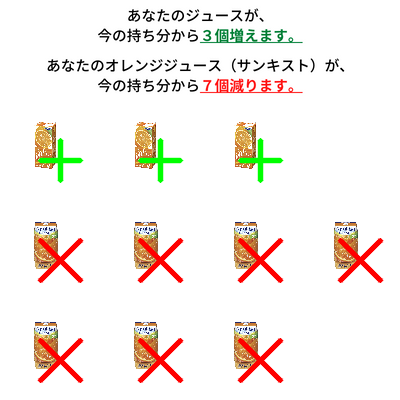 あなたのジュースが、
今の持ち分から３個増えます。
あなたのオレンジジュース（サンキスト）が、
今の持ち分から７個減ります。